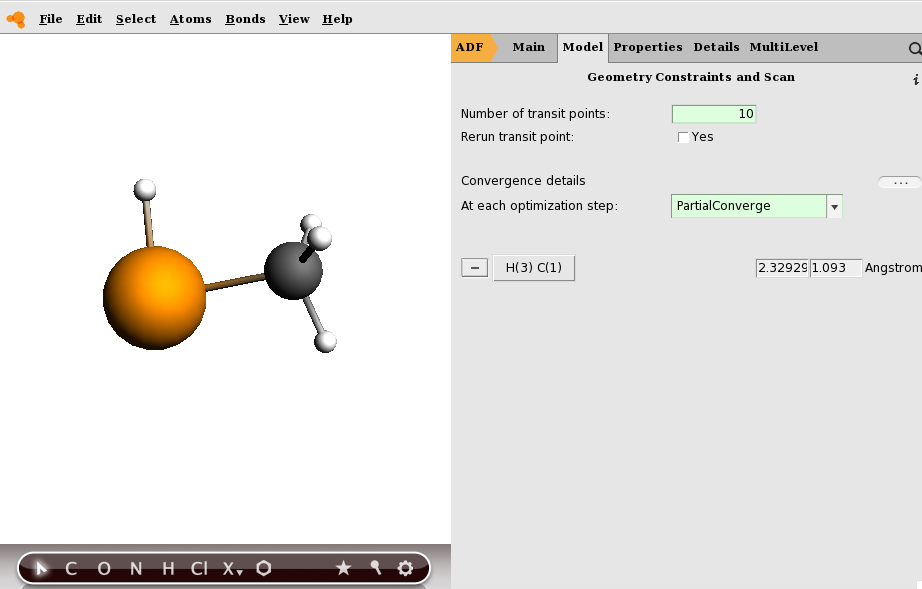 File Edit Select Atoms Bonds View Help
ADF Main Model Properties Details MultiLevel
Geometry Constraints and Scan
i
Number of transit points: 10
Rerun transit point: Yes
Convergence details ...
At each optimization step: PartialConverge
− H(3) C(1) 2.32929 1.093 Angstrom
C O N H Cl X